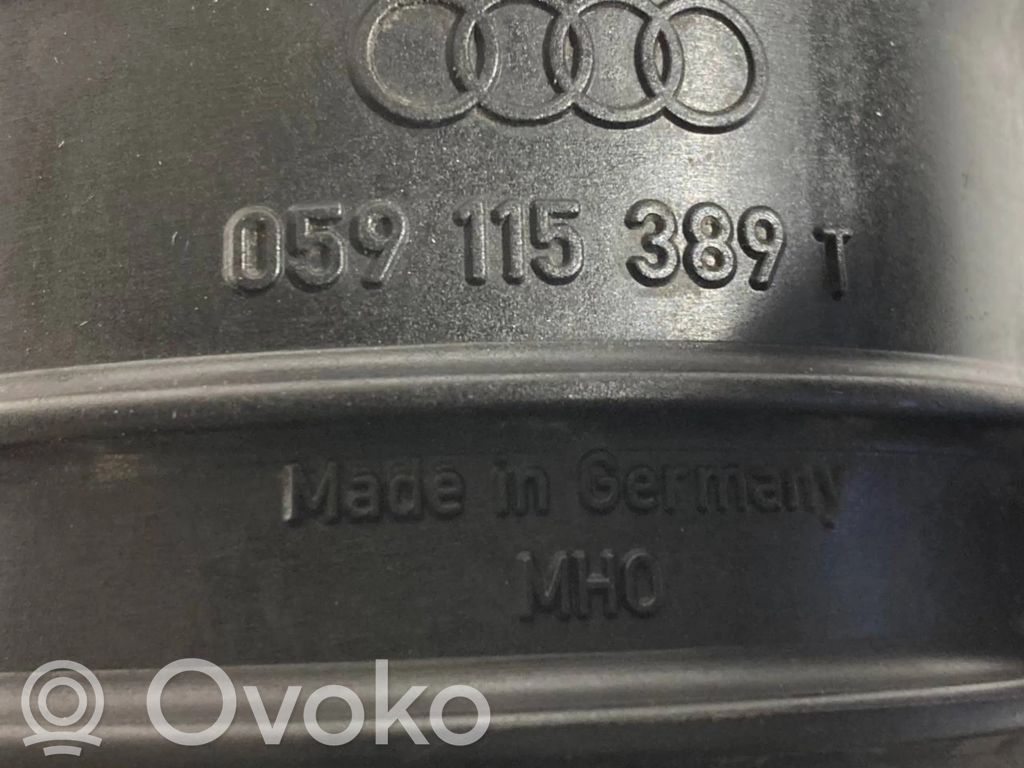 059 115 389 T
Made in Germany
MHO
Ovoko